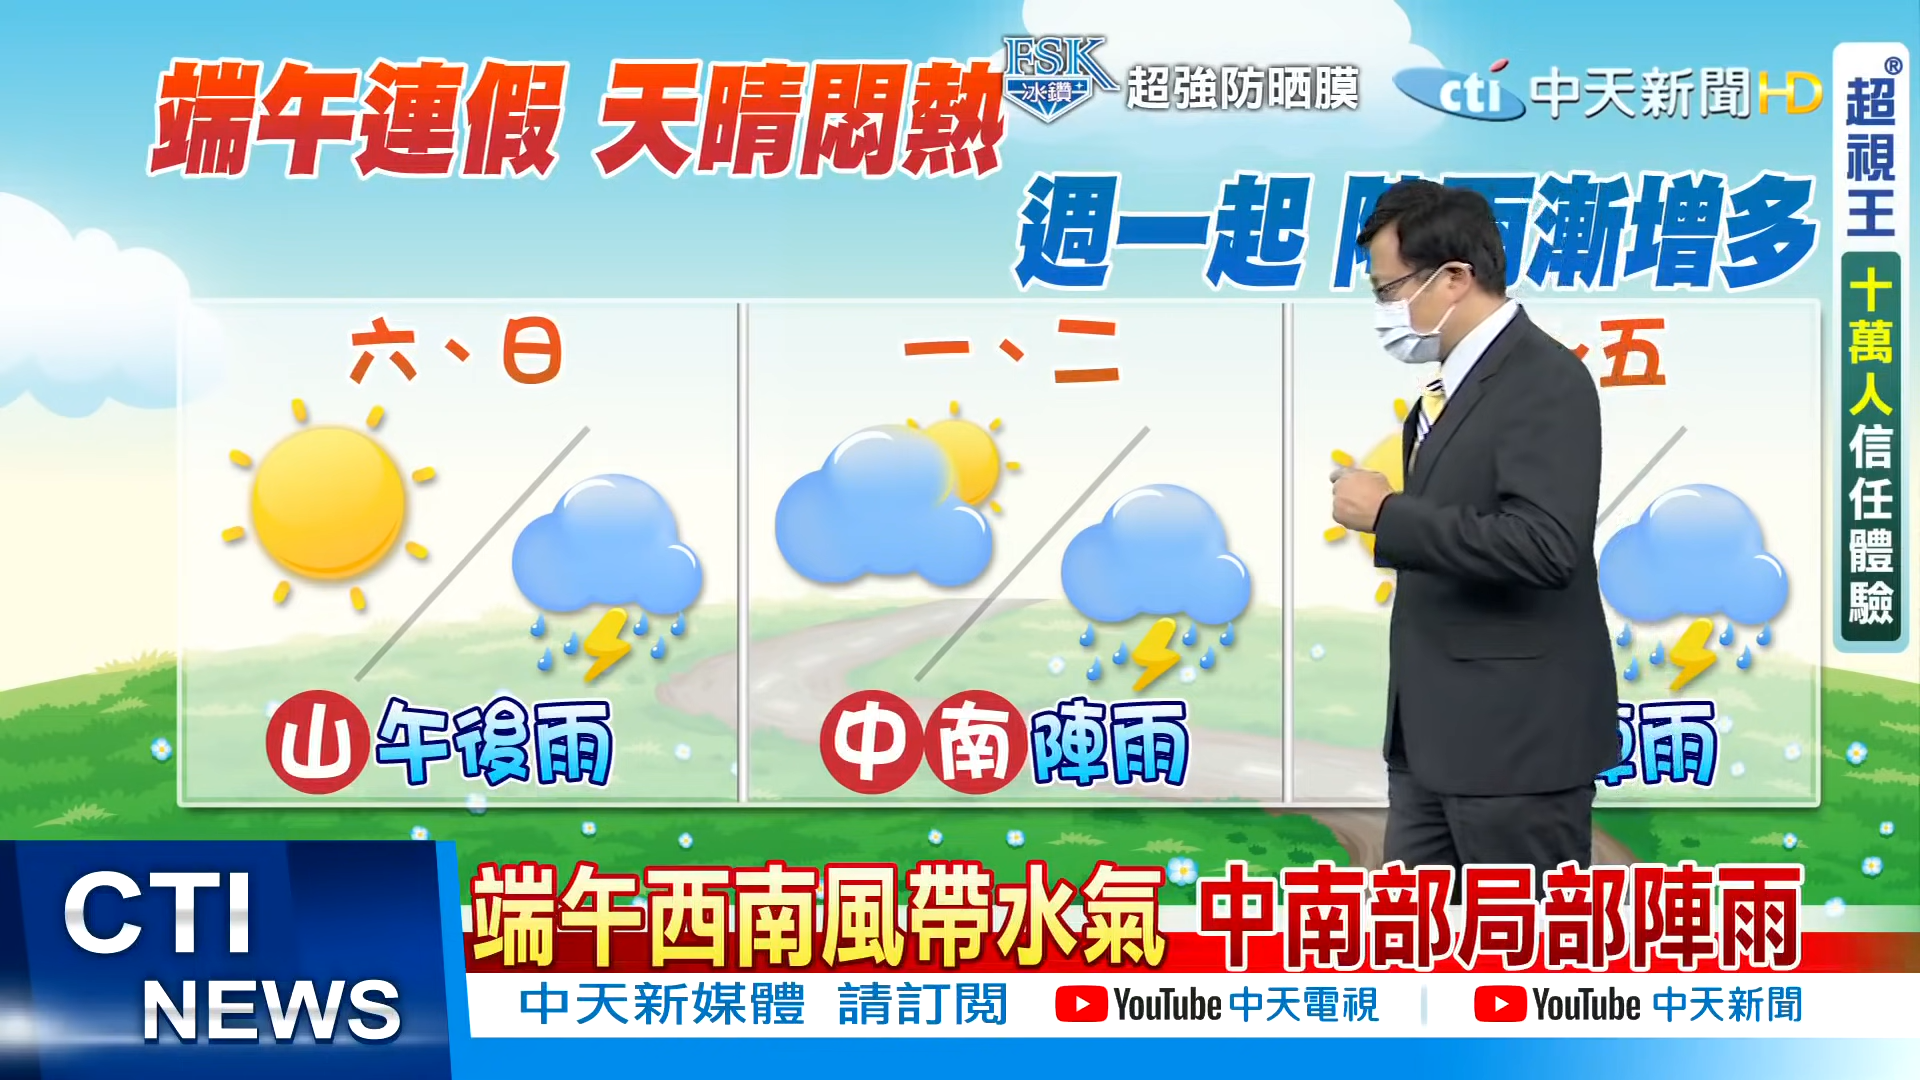 端午連假 天晴悶熱
FSK
冰鑽
超強防晒膜
cti 中天新聞HD
超視王®
十萬人信任體驗
週一起 陣雨漸增多
六、日
一、二
五
山 午後雨
中 南 陣雨
雨
CTI
NEWS
端午西南風帶水氣 中南部局部陣雨
中天新媒體 請訂閱 YouTube 中天電視 YouTube 中天新聞